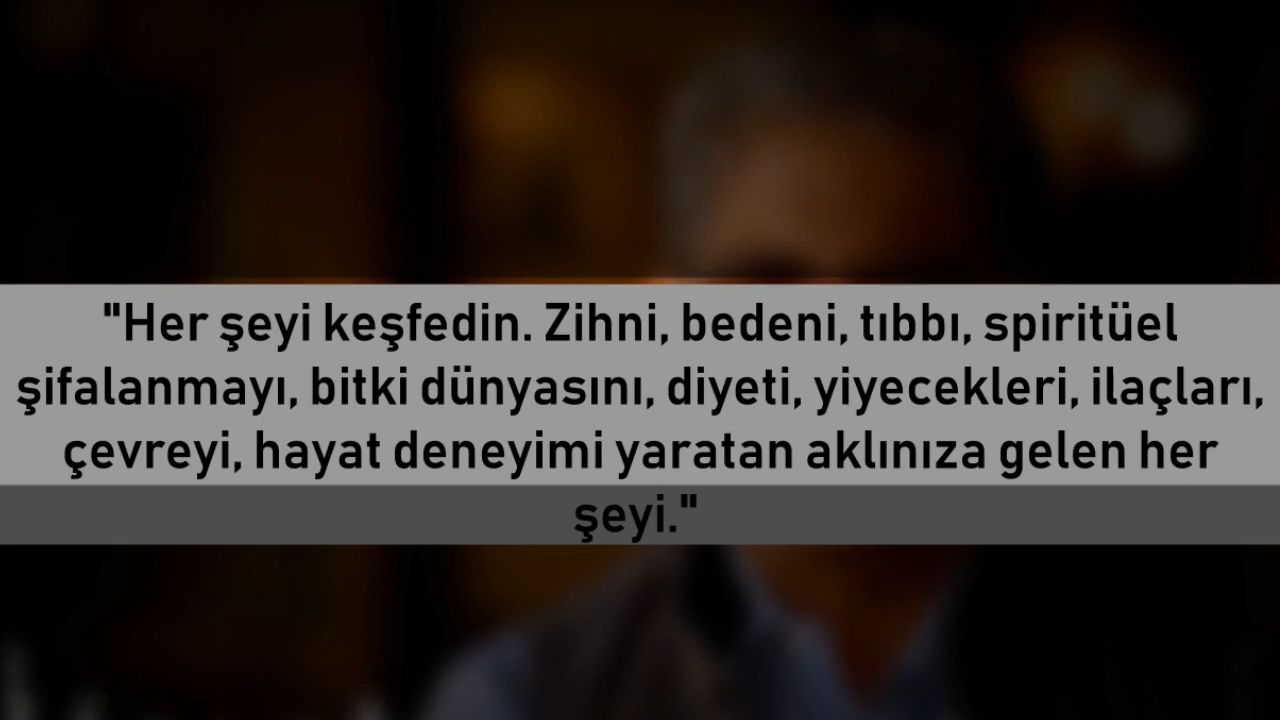 "Her şeyi keşfedin. Zihni, bedeni, tıbbı, spiritüel
şifalanmayı, bitki dünyasını, diyeti, yiyecekleri, ilaçları,
çevreyi, hayat deneyimi yaratan aklınıza gelen her
şeyi."